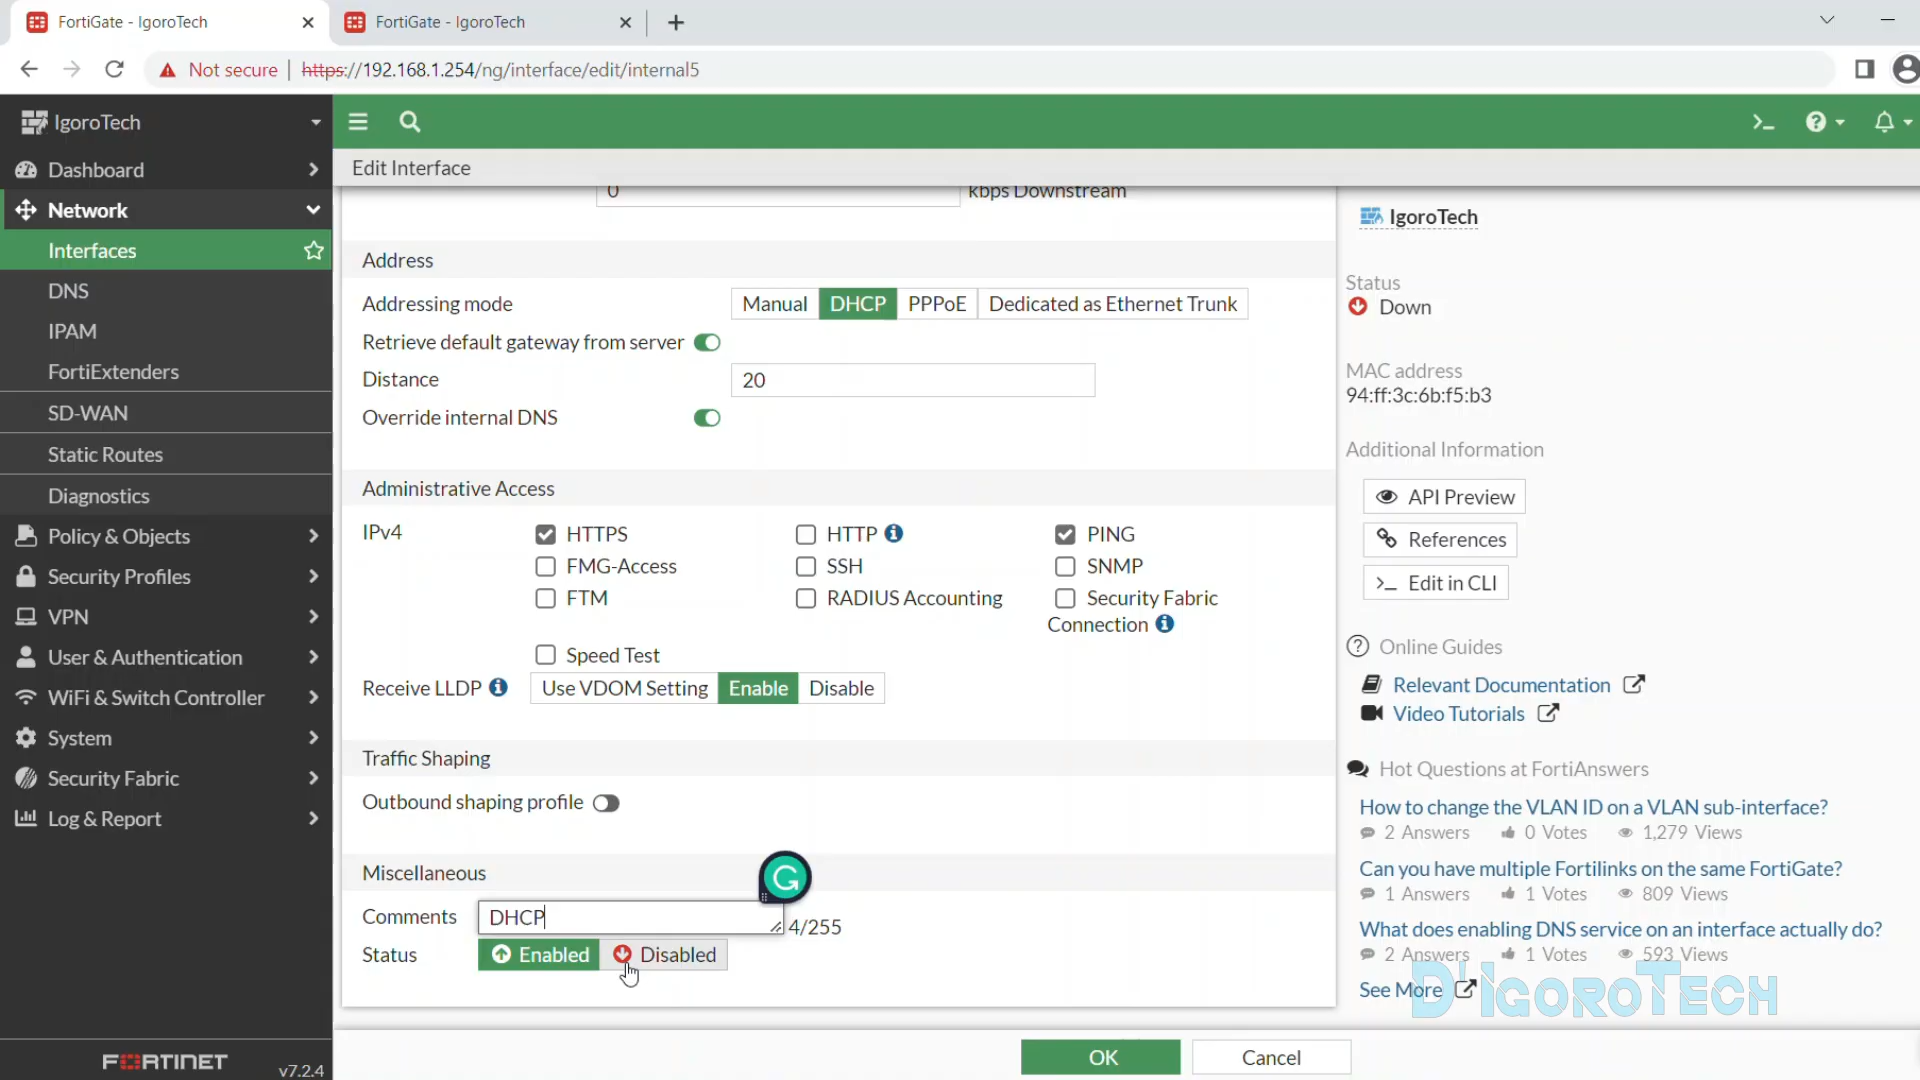 FortiGate - IgoroTech
FortiGate - IgoroTech
Not secure | https://192.168.1.254/ng/interface/edit/internal5
IgoroTech
Dashboard
Network
Interfaces
DNS
IPAM
FortiExtenders
SD-WAN
Static Routes
Diagnostics
Policy & Objects
Security Profiles
VPN
User & Authentication
WiFi & Switch Controller
System
Security Fabric
Log & Report
FORTINET
v7.2.4
Edit Interface
0 kbps Downstream
Address
Addressing mode Manual DHCP PPPoE Dedicated as Ethernet Trunk
Retrieve default gateway from server
Distance 20
Override internal DNS
Administrative Access
IPv4 HTTPS HTTP PING
FMG-Access SSH SNMP
FTM RADIUS Accounting Security Fabric
Connection
Speed Test
Receive LLDP Use VDOM Setting Enable Disable
Traffic Shaping
Outbound shaping profile
Miscellaneous
Comments DHCP 4/255
Status Enabled Disabled
OK Cancel
IgoroTech
Status
Down
MAC address
94:ff:3c:6b:f5:b3
Additional Information
API Preview
References
>_ Edit in CLI
Online Guides
Relevant Documentation
Video Tutorials
Hot Questions at FortiAnswers
How to change the VLAN ID on a VLAN sub-interface?
2 Answers 0 Votes 1,279 Views
Can you have multiple Fortilinks on the same FortiGate?
1 Answers 1 Votes 809 Views
What does enabling DNS service on an interface actually do?
2 Answers 1 Votes 593 Views
See More
D'IGOROTECH